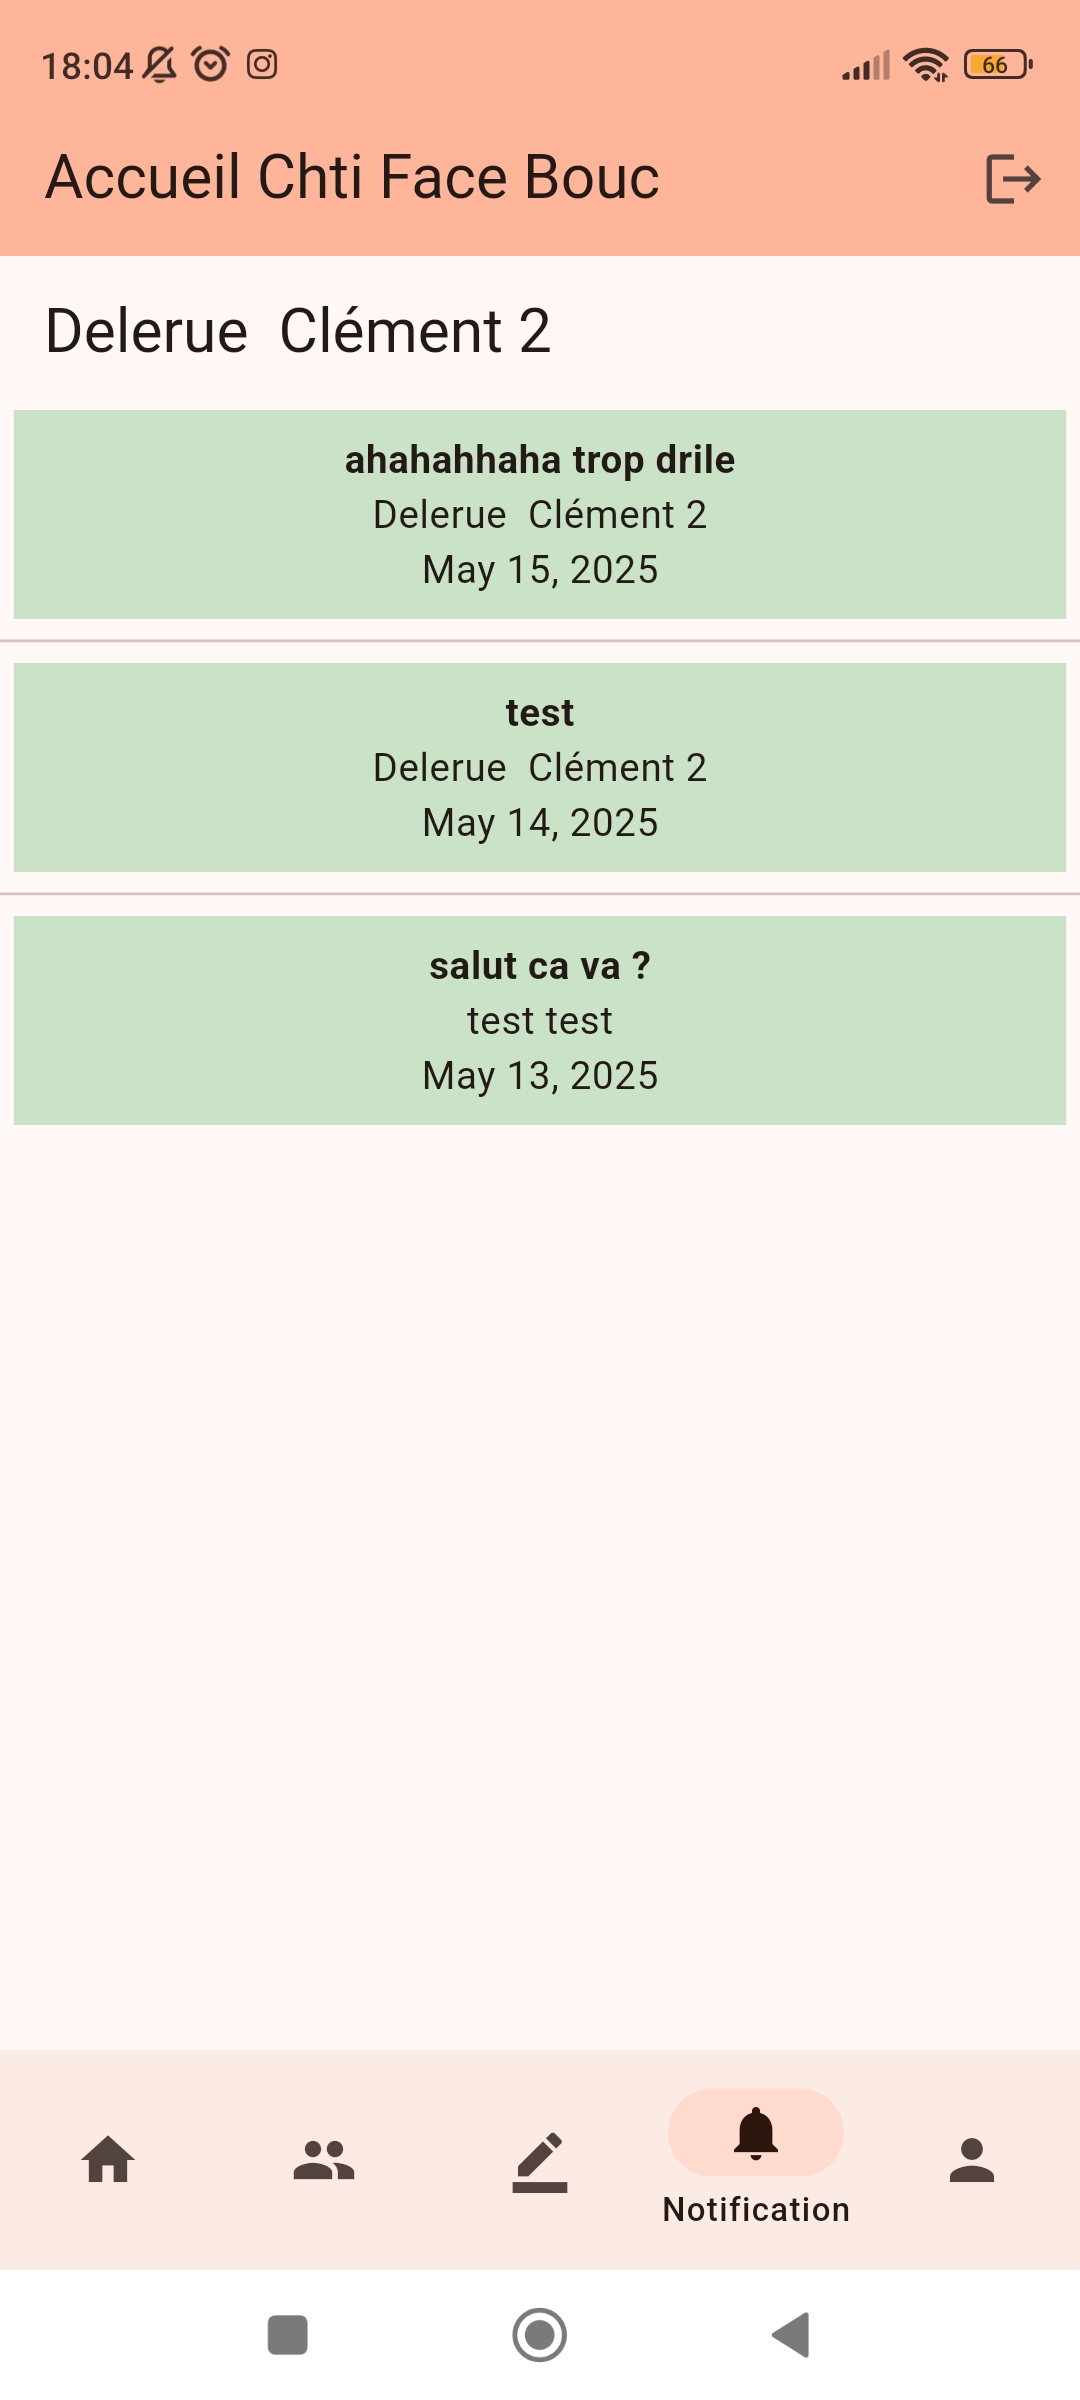 18:04
66
Accueil Chti Face Bouc
Delerue  Clément 2
ahahahhaha trop drile
Delerue  Clément 2
May 15, 2025
test
Delerue  Clément 2
May 14, 2025
salut ca va ?
test test
May 13, 2025
Notification